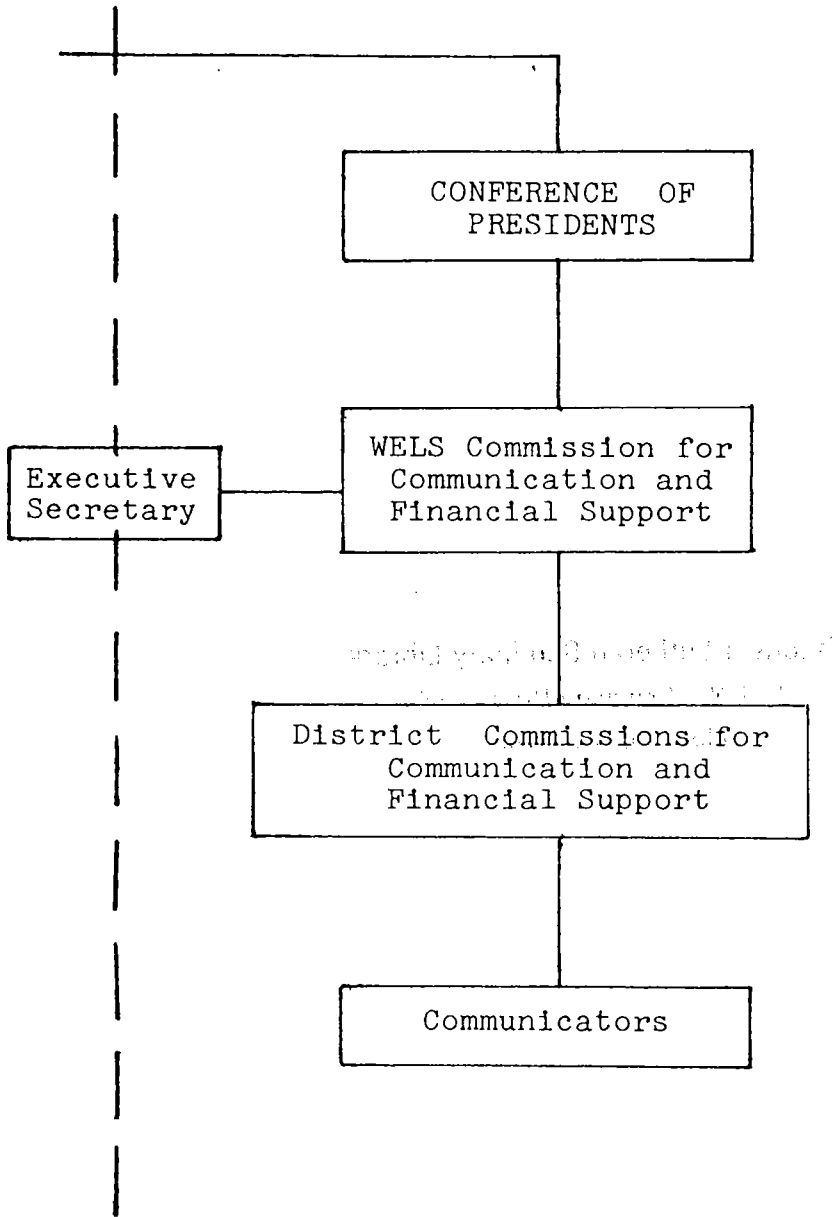 CONFERENCE OF
PRESIDENTS
WELS Commission for
Communication and
Financial Support
Executive
Secretary
District Commissions for
Communication and
Financial Support
Communicators